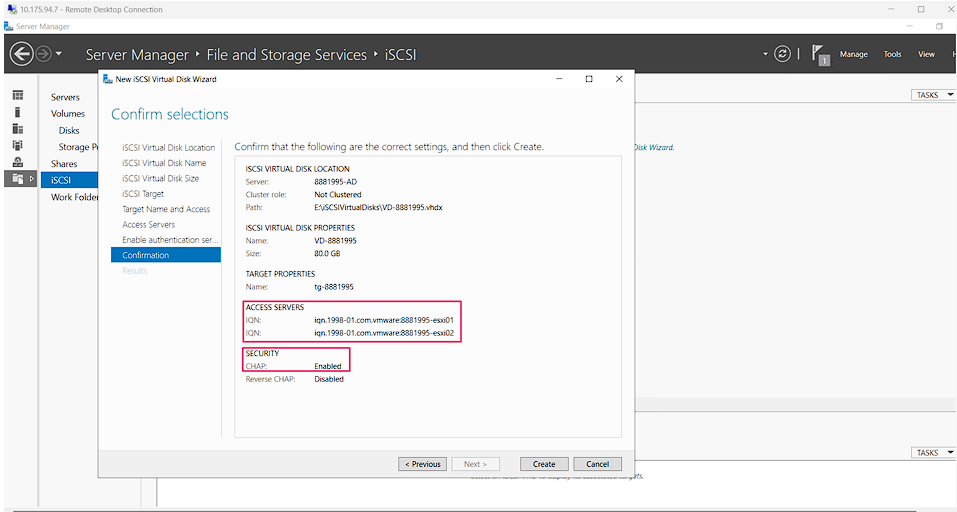 10.175.94.7 - Remote Desktop Connection
Server Manager
Server Manager ‣ File and Storage Services ‣ iSCSI
1
Manage Tools View
New iSCSI Virtual Disk Wizard
TASKS
Servers
Volumes
Disks
Storage
Shares
iSCSI
Work Folder
Confirm selections
iSCSI Virtual Disk Location
iSCSI Virtual Disk Name
iSCSI Virtual Disk Size
iSCSI Target
Target Name and Access
Access Servers
Enable authentication ser...
Confirmation
Results
Confirm that the following are the correct settings, and then click Create.
ISCSI VIRTUAL DISK LOCATION
Server: 8881995-AD
Cluster role: Not Clustered
Path: E:\iSCSIVirtualDisks\VD-8881995.vhdx
ISCSI VIRTUAL DISK PROPERTIES
Name: VD-8881995
Size: 80.0 GB
TARGET PROPERTIES
Name: tg-8881995
ACCESS SERVERS
IQN: iqn.1998-01.com.vmware:8881995-esxi01
IQN: iqn.1998-01.com.vmware:8881995-esxi02
SECURITY
CHAP: Enabled
Reverse CHAP: Disabled
Disk Wizard.
TASKS
< Previous Next > Create Cancel